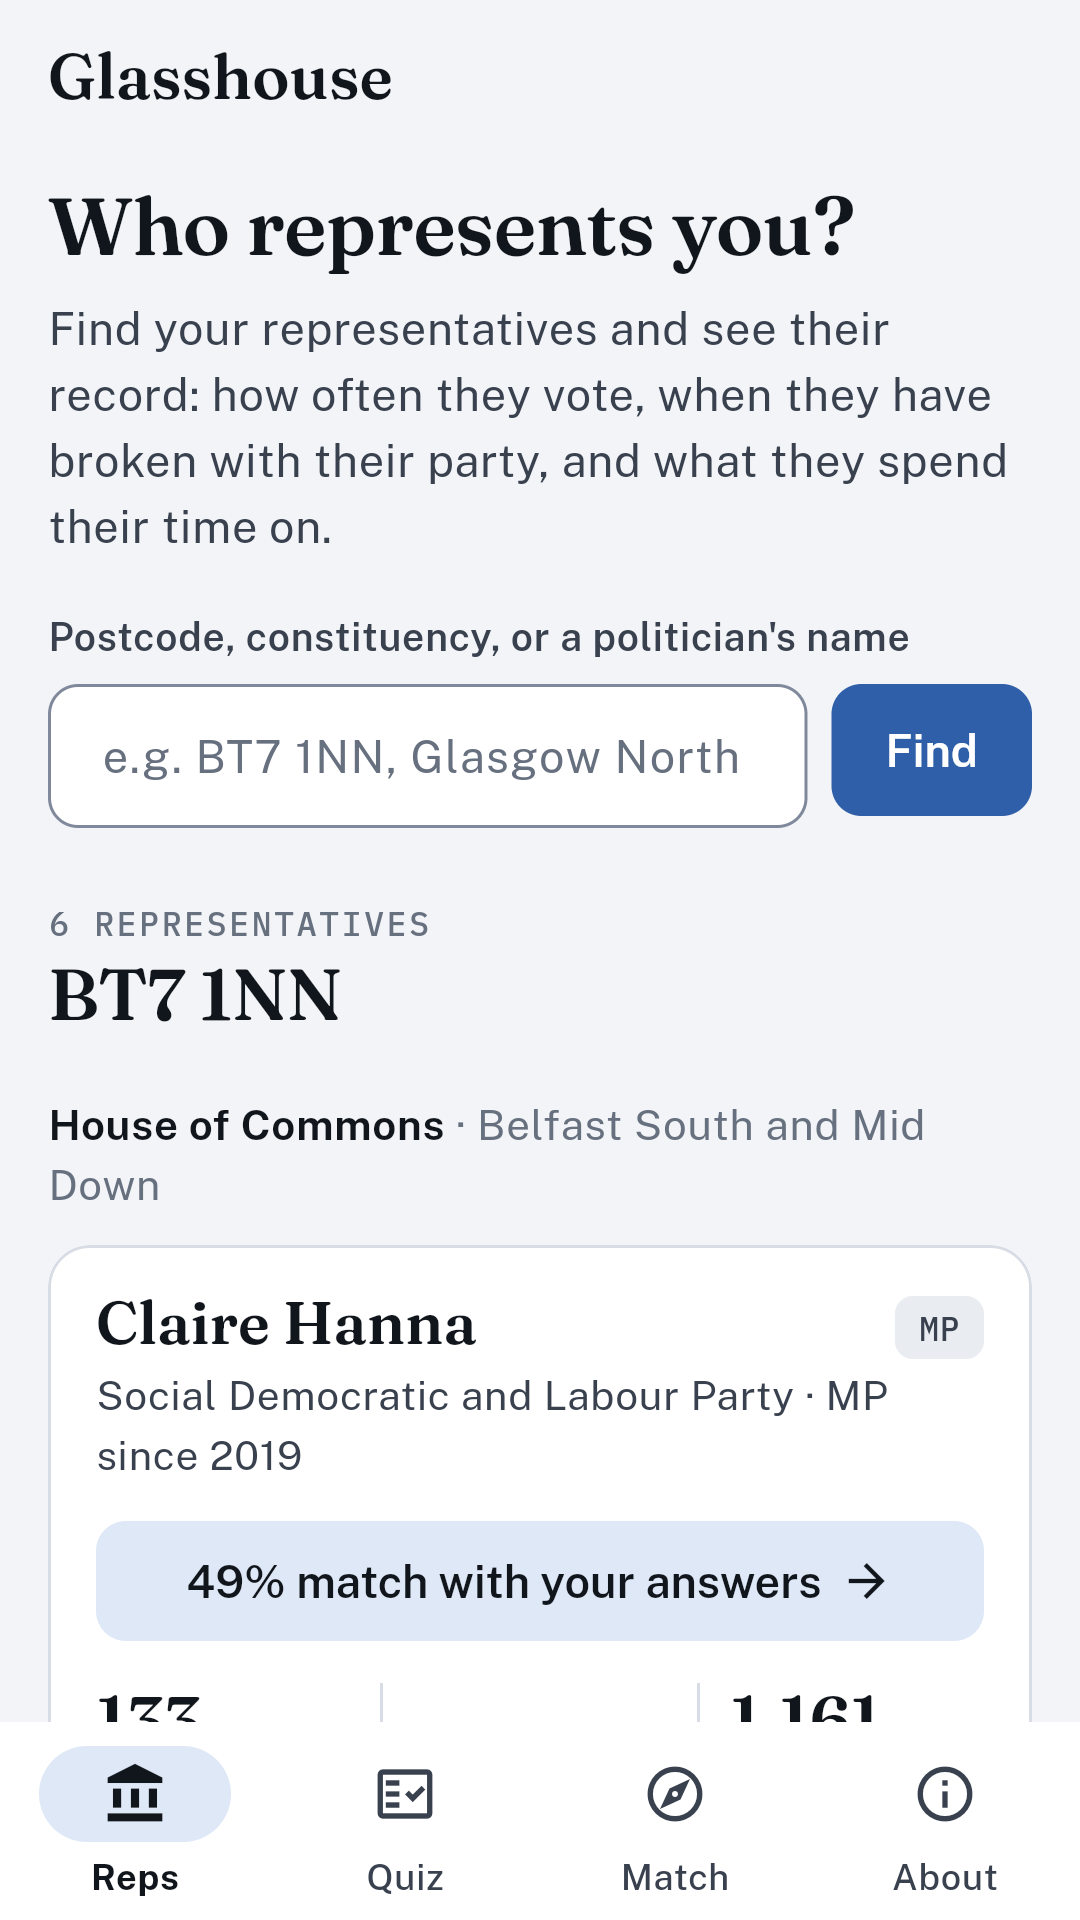 Glasshouse
Who represents you?
Find your representatives and see their
record: how often they vote, when they have
broken with their party, and what they spend
their time on.
Postcode, constituency, or a politician's name
e.g. BT7 1NN, Glasgow North
Find
6 REPRESENTATIVES
BT7 1NN
House of Commons · Belfast South and Mid
Down
Claire Hanna
MP
Social Democratic and Labour Party · MP
since 2019
49% match with your answers →
133
1,161
Reps
Quiz
Match
About